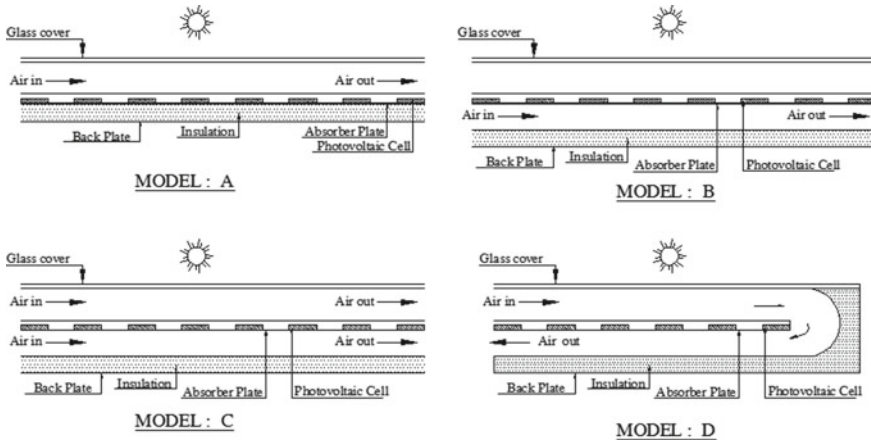 Glass cover
Air in
Air out
Back Plate
Insulation
Absorber Plate
Photovoltaic Cell
MODEL : A
Glass cover
Air in
Air out
Back Plate
Insulation
Absorber Plate
Photovoltaic Cell
MODEL : B
Glass cover
Air in
Air out
Air in
Air out
Back Plate
Insulation
Absorber Plate
Photovoltaic Cell
MODEL : C
Glass cover
Air in
Air out
Back Plate
Insulation
Absorber Plate
Photovoltaic Cell
MODEL : D